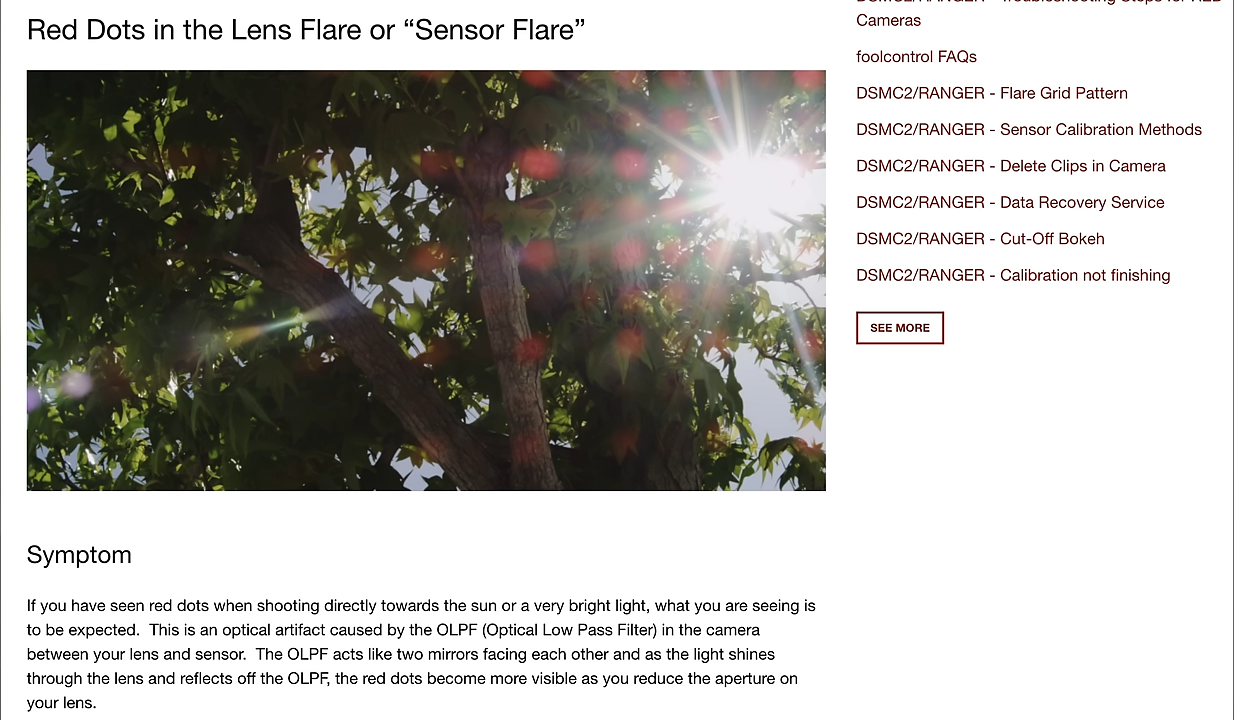 Red Dots in the Lens Flare or “Sensor Flare”
Symptom
If you have seen red dots when shooting directly towards the sun or a very bright light, what you are seeing is
to be expected.  This is an optical artifact caused by the OLPF (Optical Low Pass Filter) in the camera
between your lens and sensor.  The OLPF acts like two mirrors facing each other and as the light shines
through the lens and reflects off the OLPF, the red dots become more visible as you reduce the aperture on
your lens.
DSMC2/RANGER - Troubleshooting Steps for RED
Cameras
foolcontrol FAQs
DSMC2/RANGER - Flare Grid Pattern
DSMC2/RANGER - Sensor Calibration Methods
DSMC2/RANGER - Delete Clips in Camera
DSMC2/RANGER - Data Recovery Service
DSMC2/RANGER - Cut-Off Bokeh
DSMC2/RANGER - Calibration not finishing
SEE MORE